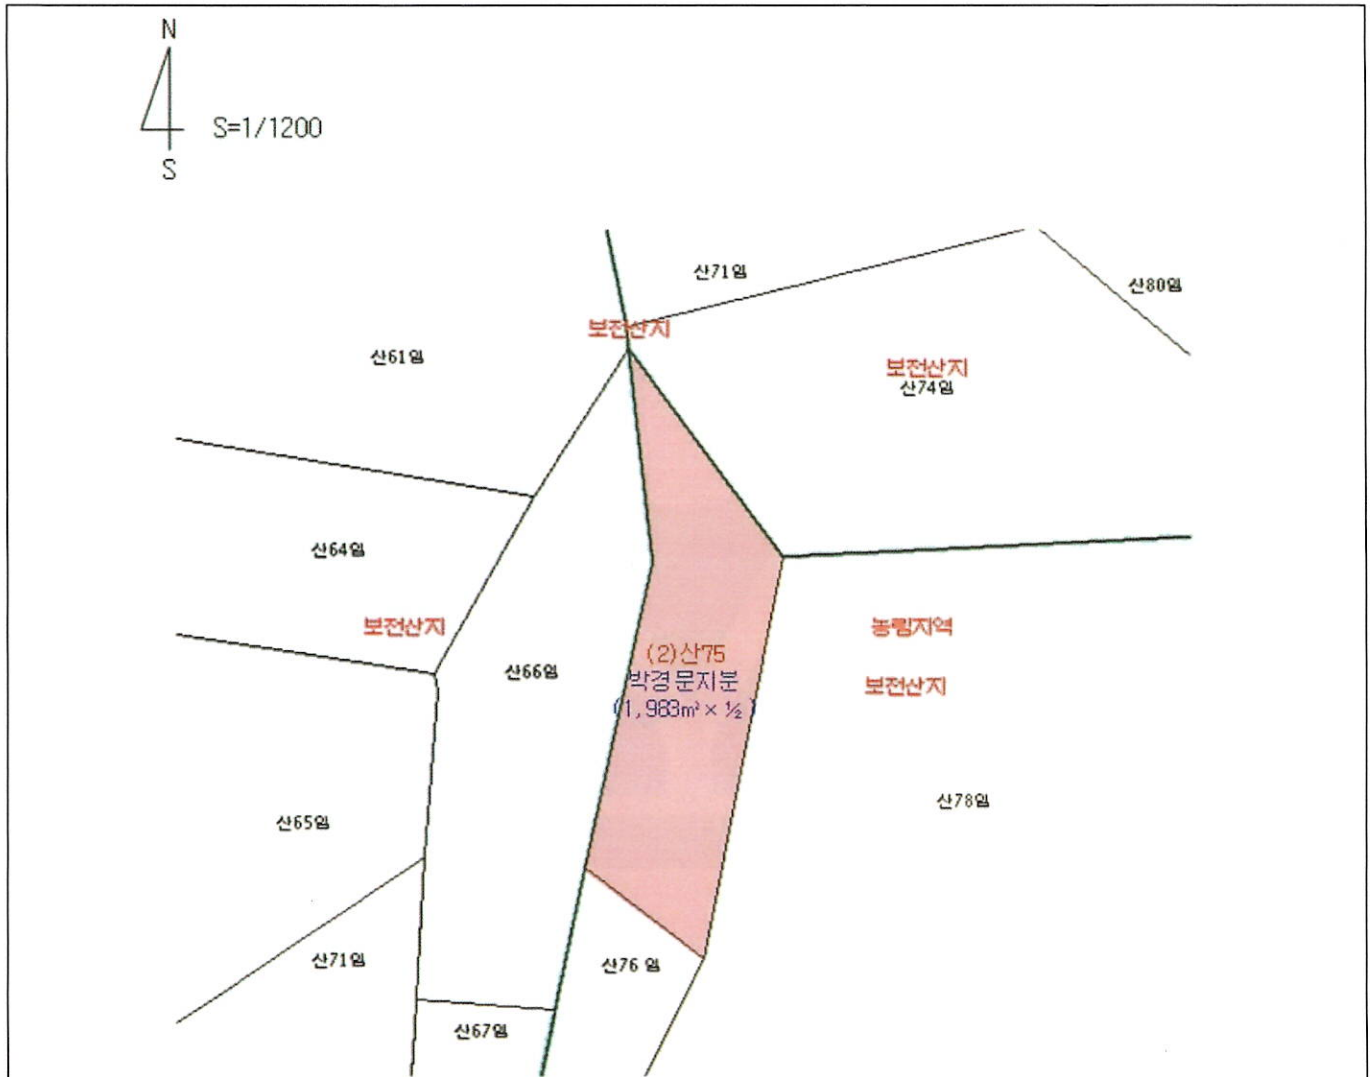 N
S=1/1200
S
산71임
산80임
보전산지
산61임
보전산지
산74임
산64임
보전산지
농림지역
(2)산75
산66임
박경문지분
보전산지
(1,983m²×½)
산78임
산65임
산71임
산76 임
산67임